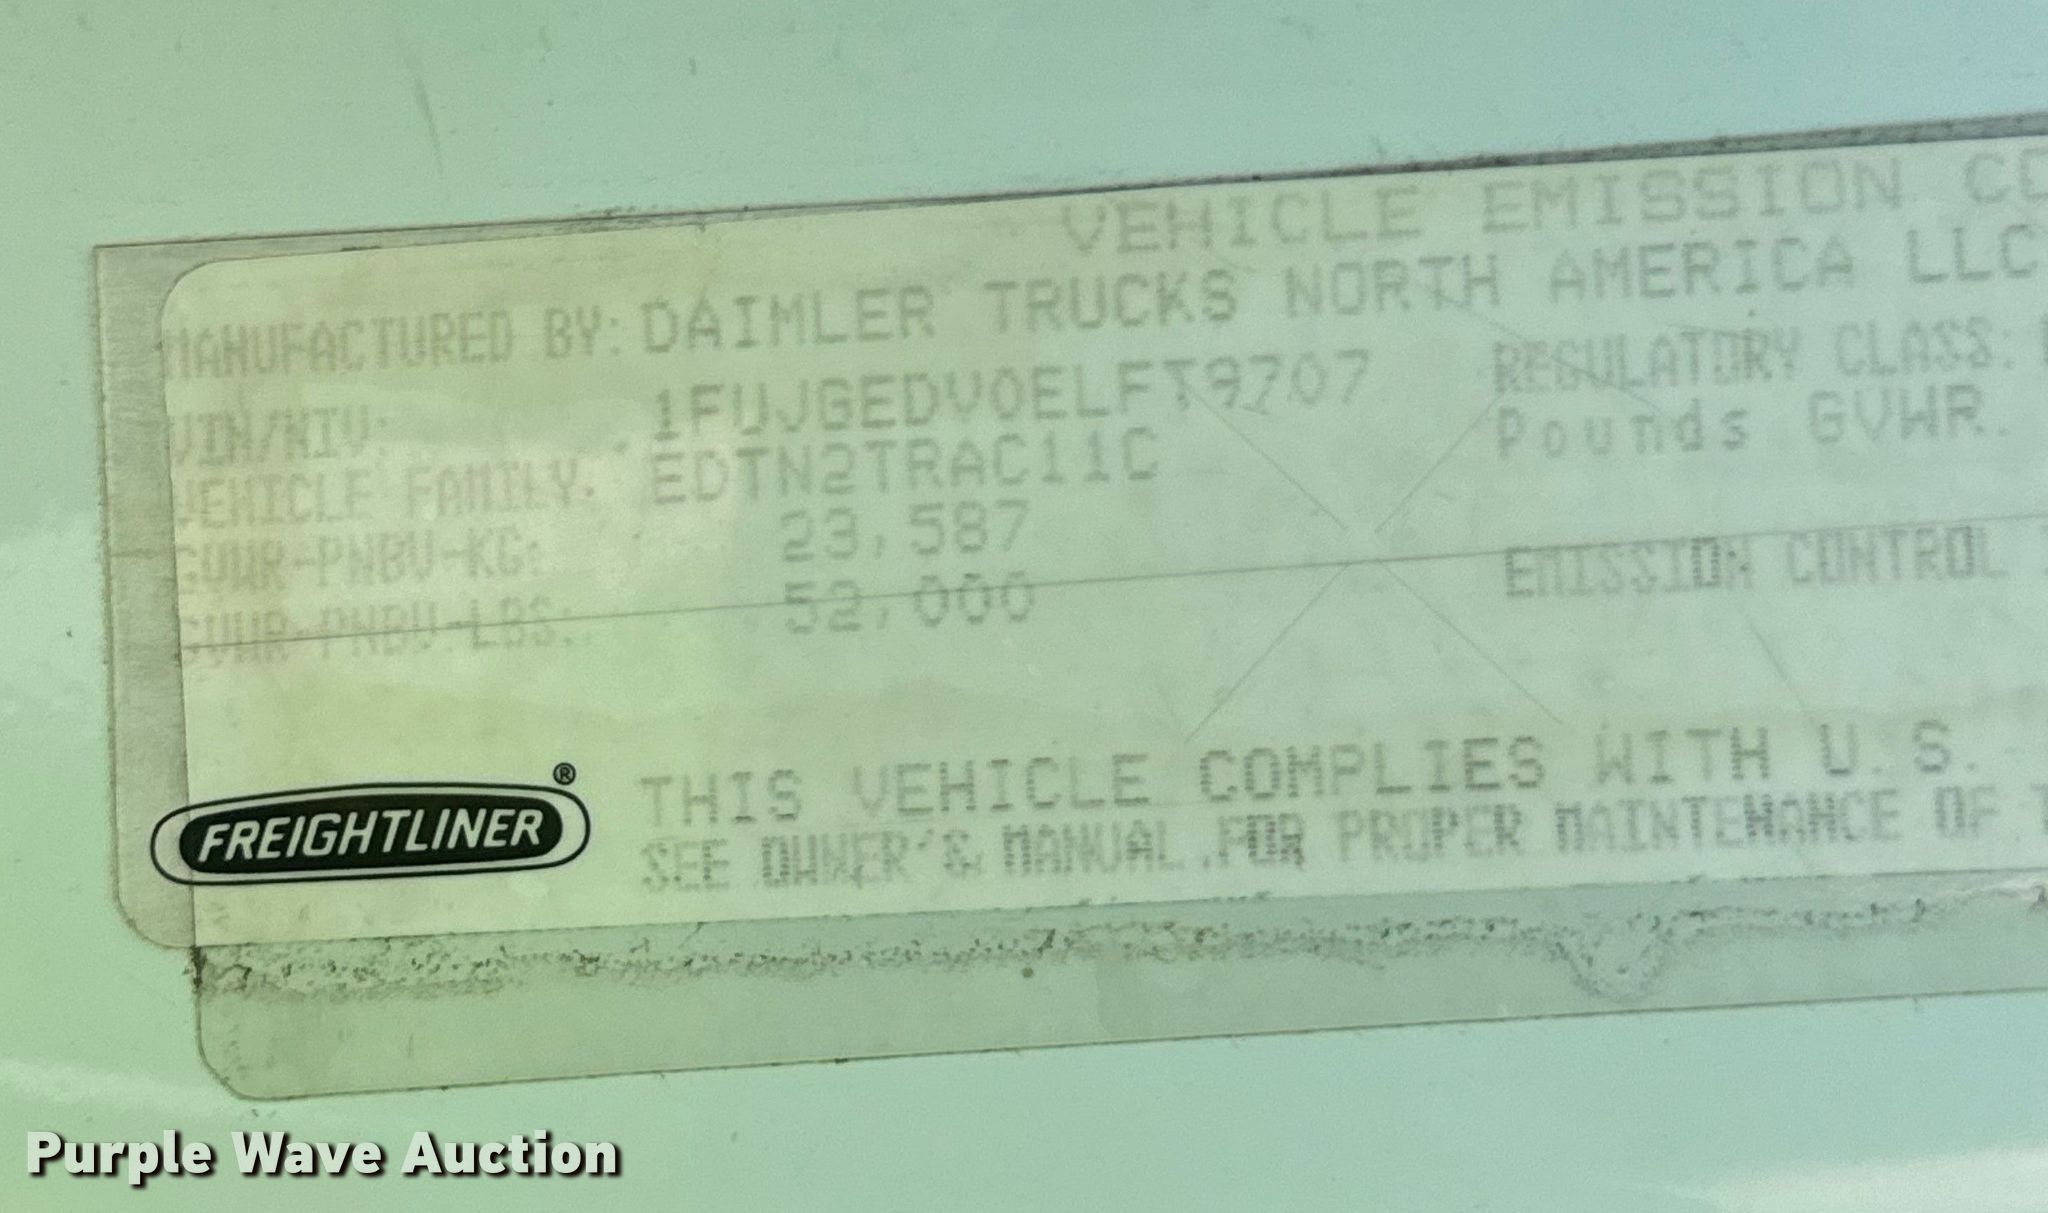 VEHICLE EMISSION CO
MANUFACTURED BY: DAIMLER TRUCKS NORTH AMERICA LLC
VIN/NIV: 1FUJGEDV0ELFT9707 REGULATORY CLASS:
VEHICLE FAMILY: EDTN2TRAC11C Pounds GVWR.
GVWR-PNBV-KG: 23,587
GVWR-PNBV-LBS: 52,000 EMISSION CONTROL
FREIGHTLINER®
THIS VEHICLE COMPLIES WITH U.S.
SEE OWNER'S MANUAL FOR PROPER MAINTENANCE OF
Purple Wave Auction